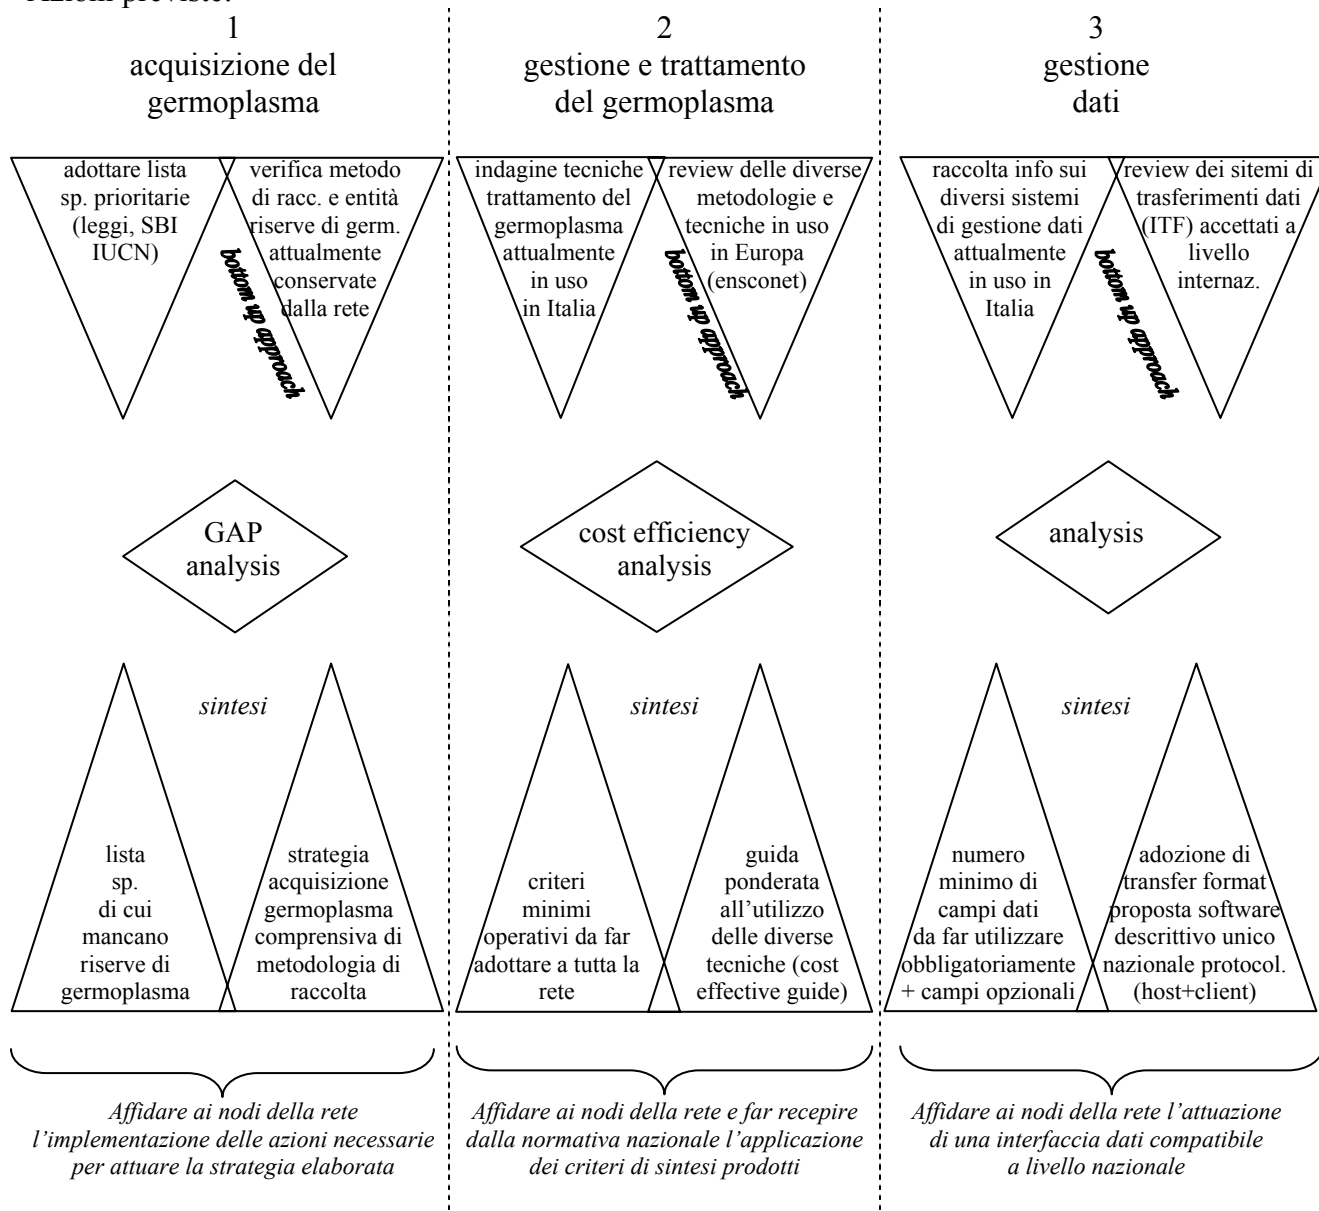 Azioni previste:
1
acquisizione del
germoplasma
adottare lista
sp. prioritarie
(leggi, SBI
IUCN)
verifica metodo
di racc. e entità
riserve di germ.
attualmente
conservate
dalla rete
bottom up approach
GAP
analysis
sintesi
lista
sp.
di cui
mancano
riserve di
germoplasma
strategia
acquisizione
germoplasma
comprensiva di
metodologia di
raccolta
Affidare ai nodi della rete
l’implementazione delle azioni necessarie
per attuare la strategia elaborata
2
gestione e trattamento
del germoplasma
indagine tecniche
trattamento del
germoplasma
attualmente
in uso
in Italia
review delle diverse
metodologie e
tecniche in uso
in Europa
(ensconet)
bottom up approach
cost efficiency
analysis
sintesi
criteri
minimi
operativi da far
adottare a tutta la
rete
guida
ponderata
all’utilizzo
delle diverse
tecniche (cost
effective guide)
Affidare ai nodi della rete e far recepire
dalla normativa nazionale l’applicazione
dei criteri di sintesi prodotti
3
gestione
dati
raccolta info sui
diversi sistemi
di gestione dati
attualmente
in uso in
Italia
review dei sitemi di
trasferimenti dati
(ITF) accettati a
livello
internaz.
bottom up approach
analysis
sintesi
numero
minimo di
campi dati
da far utilizzare
obbligatoriamente
+ campi opzionali
adozione di
transfer format
proposta software
descrittivo unico
nazionale protocol.
(host+client)
Affidare ai nodi della rete l’attuazione
di una interfaccia dati compatibile
a livello nazionale